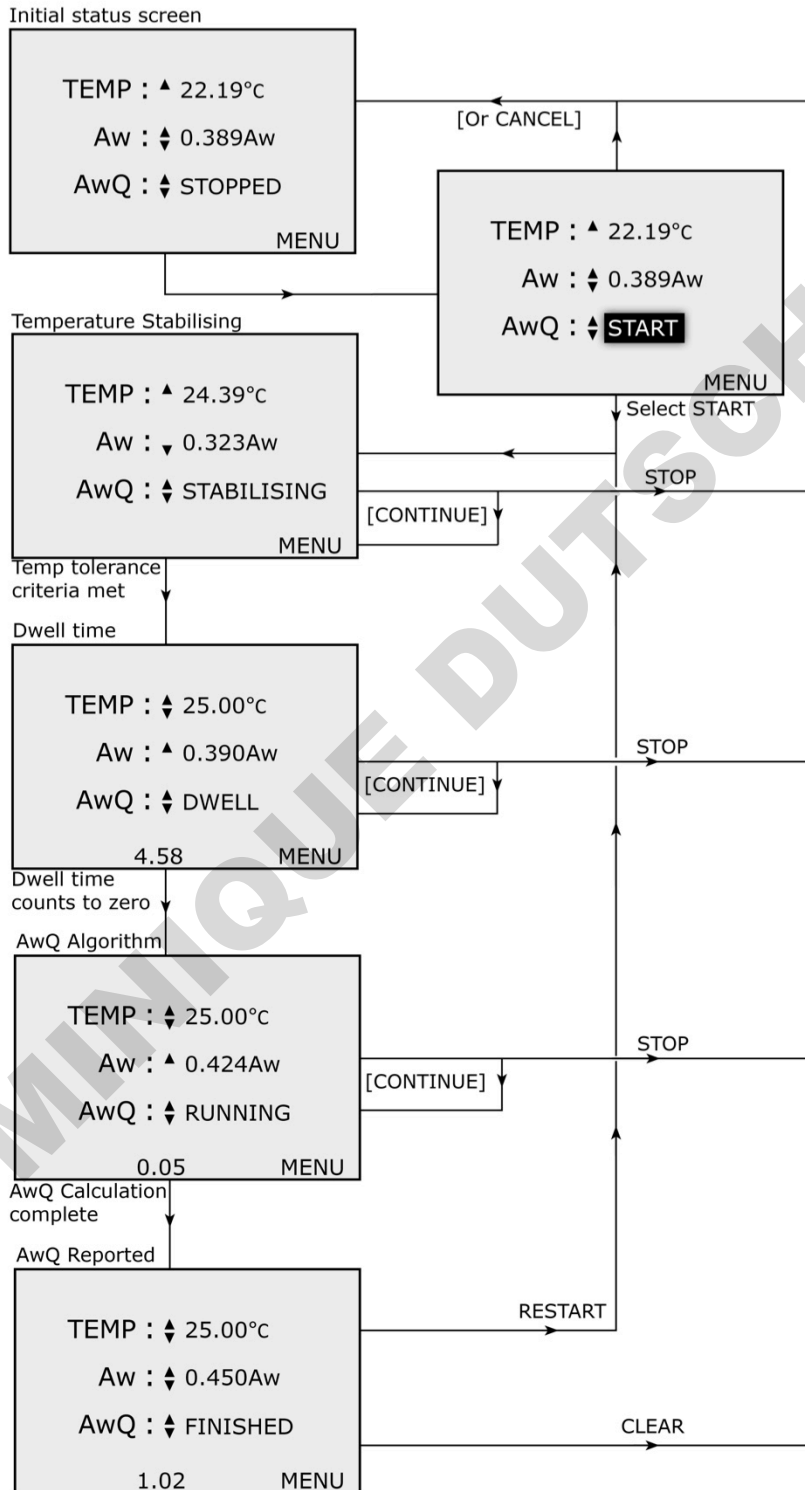 Initial status screen
TEMP : ▲ 22.19°C
Aw : ▲▼ 0.389Aw
AwQ : ▲▼ STOPPED
MENU
[Or CANCEL]
TEMP : ▲ 22.19°C
Aw : ▲▼ 0.389Aw
AwQ : ▲▼ START
MENU
Select START
Temperature Stabilising
TEMP : ▲ 24.39°C
Aw : ▼ 0.323Aw
AwQ : ▲▼ STABILISING
MENU
STOP
[CONTINUE]
Temp tolerance
criteria met
Dwell time
TEMP : ▲▼ 25.00°C
Aw : ▲ 0.390Aw
AwQ : ▲▼ DWELL
4.58 MENU
STOP
[CONTINUE]
Dwell time
counts to zero
AwQ Algorithm
TEMP : ▲▼ 25.00°C
Aw : ▲ 0.424Aw
AwQ : ▲▼ RUNNING
0.05 MENU
STOP
[CONTINUE]
AwQ Calculation
complete
AwQ Reported
TEMP : ▲▼ 25.00°C
Aw : ▲▼ 0.450Aw
AwQ : ▲▼ FINISHED
1.02 MENU
RESTART
CLEAR
MINIQUE DUTSCH